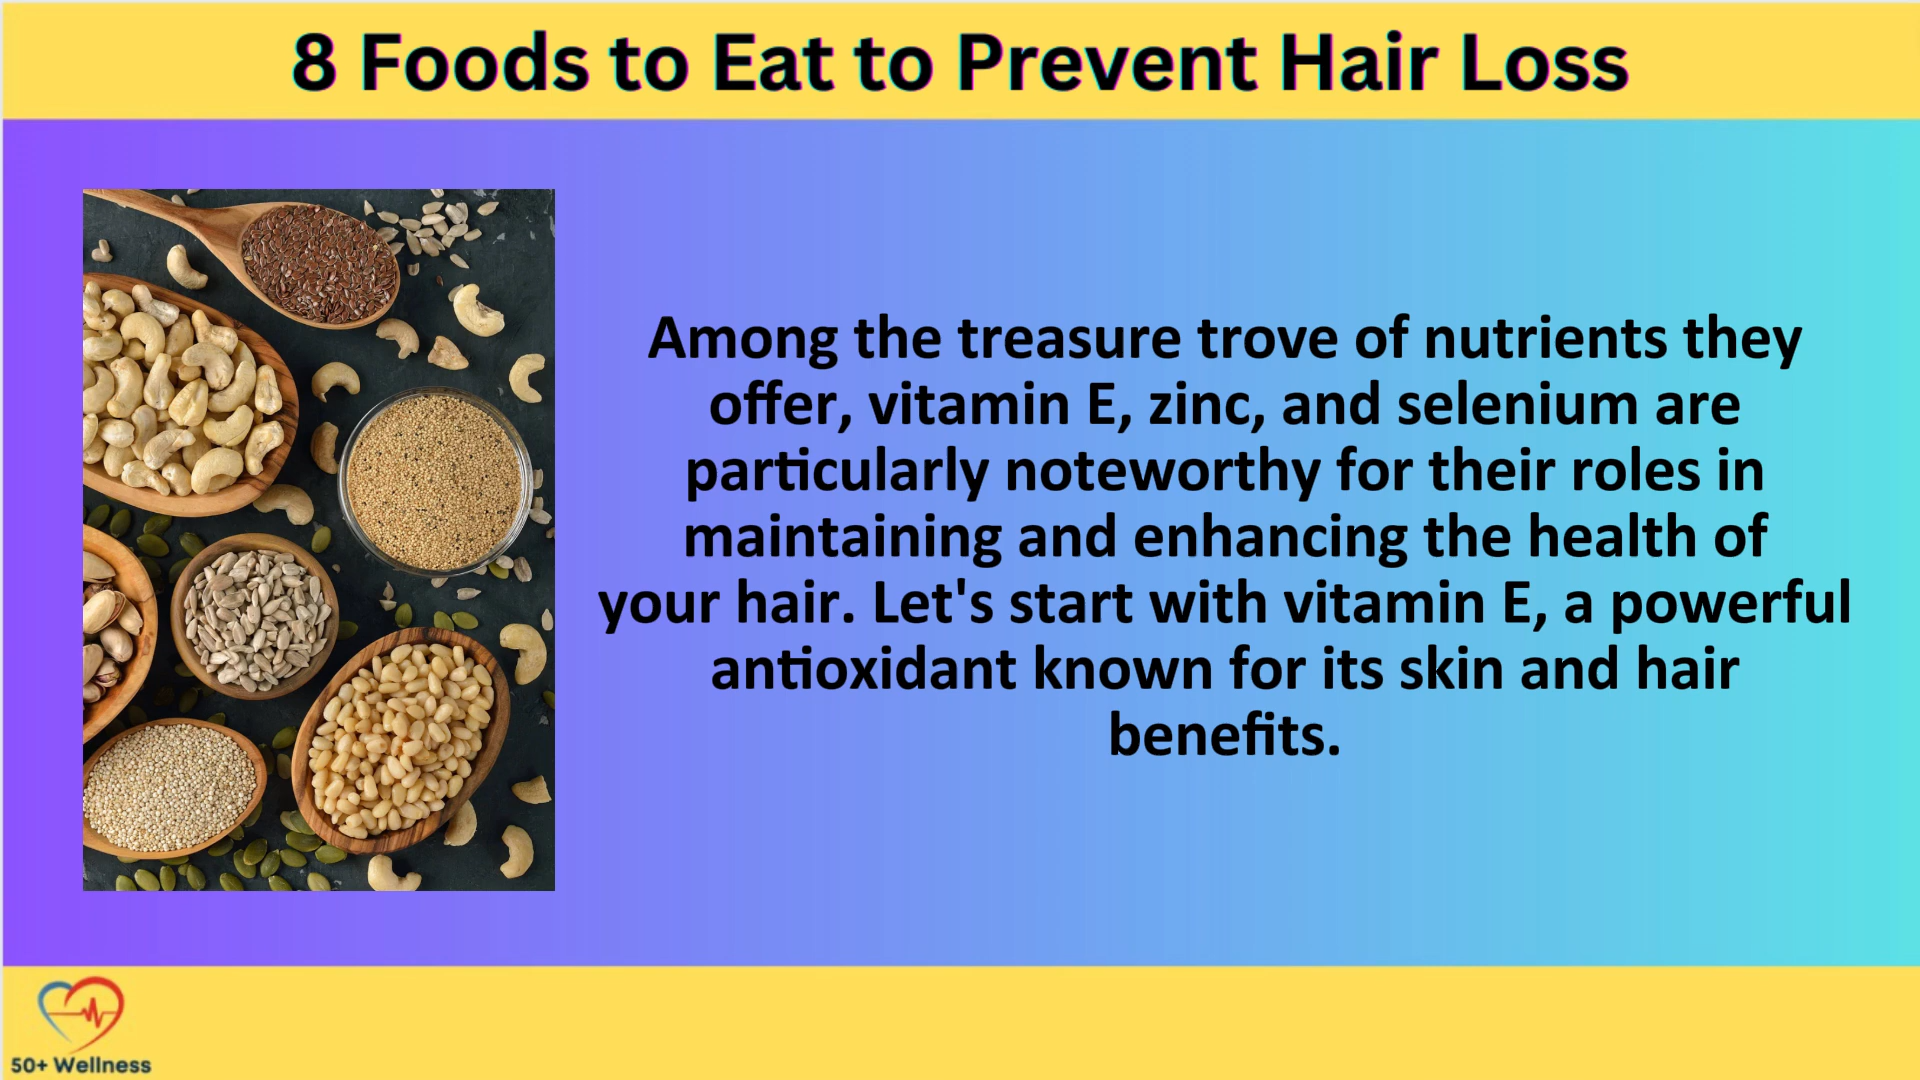 8 Foods to Eat to Prevent Hair Loss
Among the treasure trove of nutrients they
offer, vitamin E, zinc, and selenium are
particularly noteworthy for their roles in
maintaining and enhancing the health of
your hair. Let's start with vitamin E, a powerful
antioxidant known for its skin and hair
benefits.
50+ Wellness